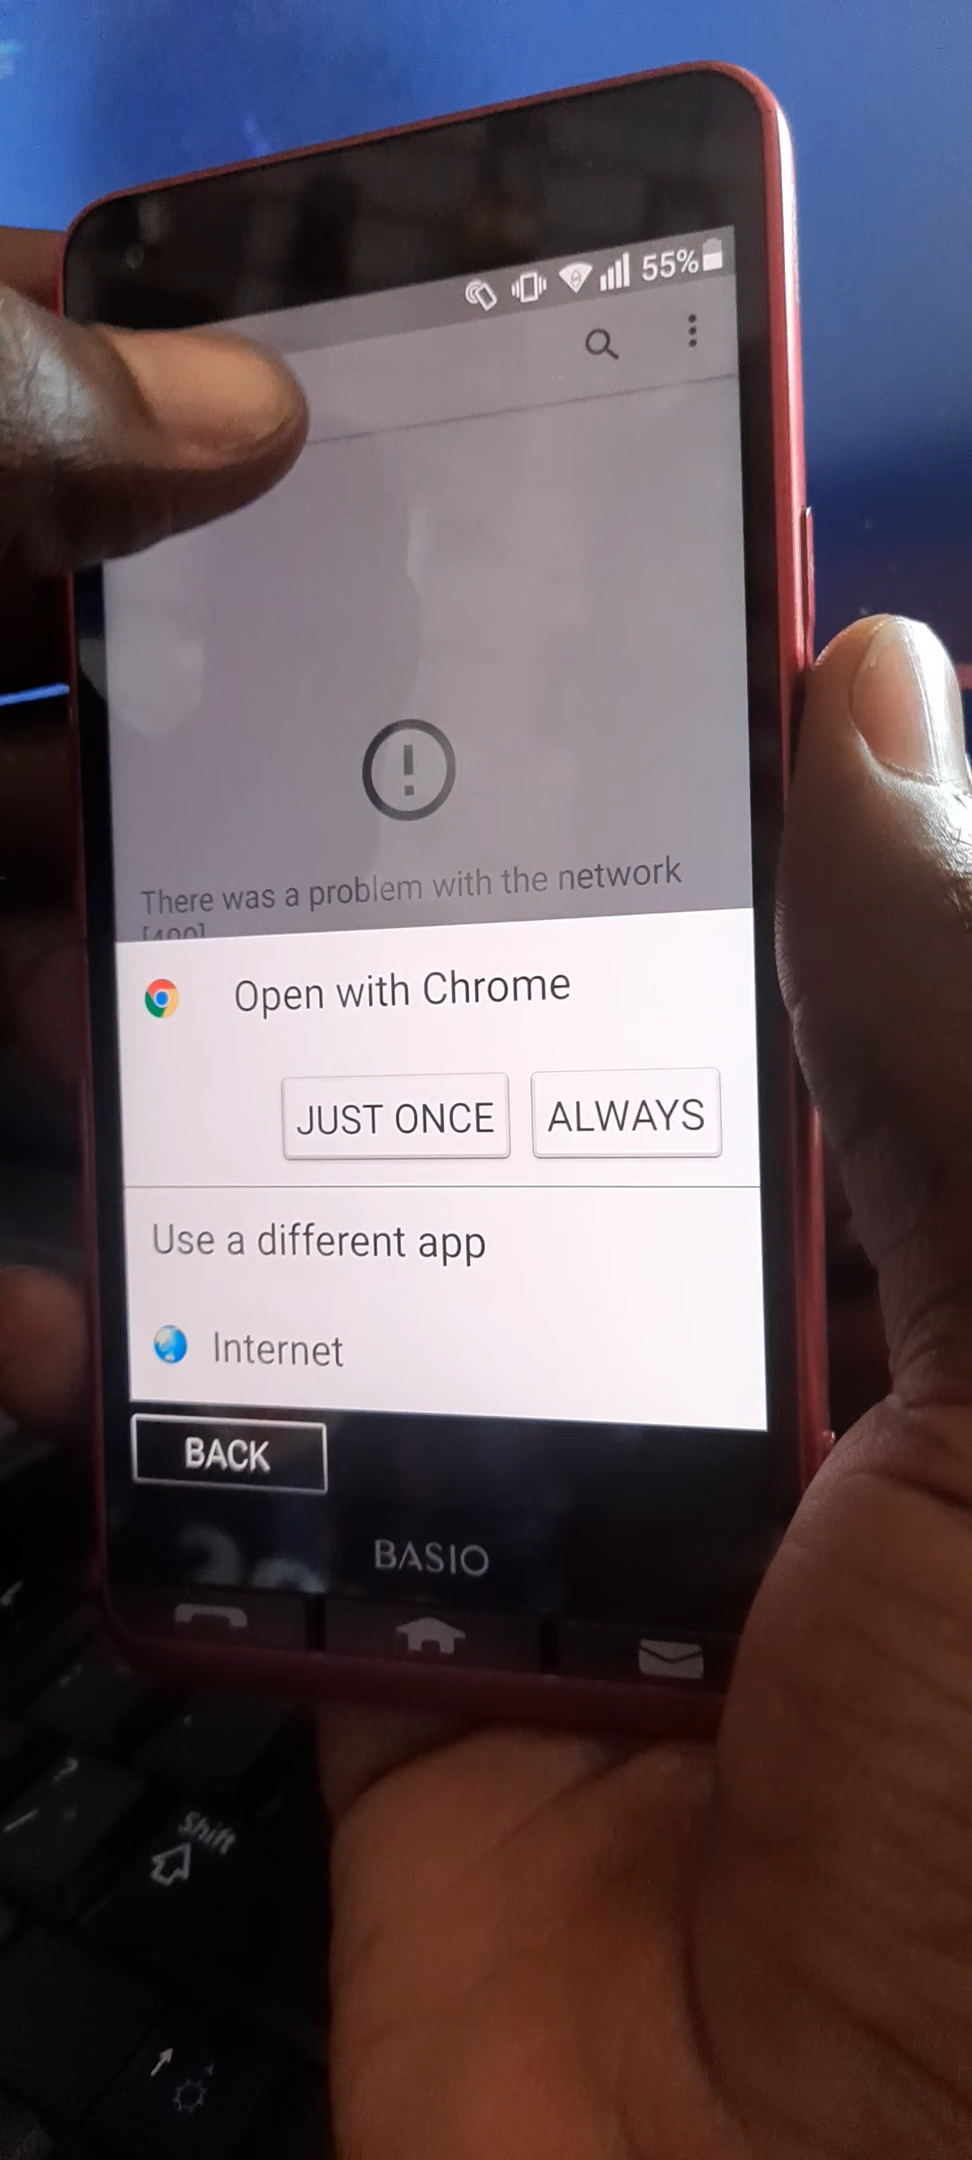 55%
There was a problem with the network
[400]
Open with Chrome
JUST ONCE
ALWAYS
Use a different app
Internet
BACK
BASIO
?
/
Shift